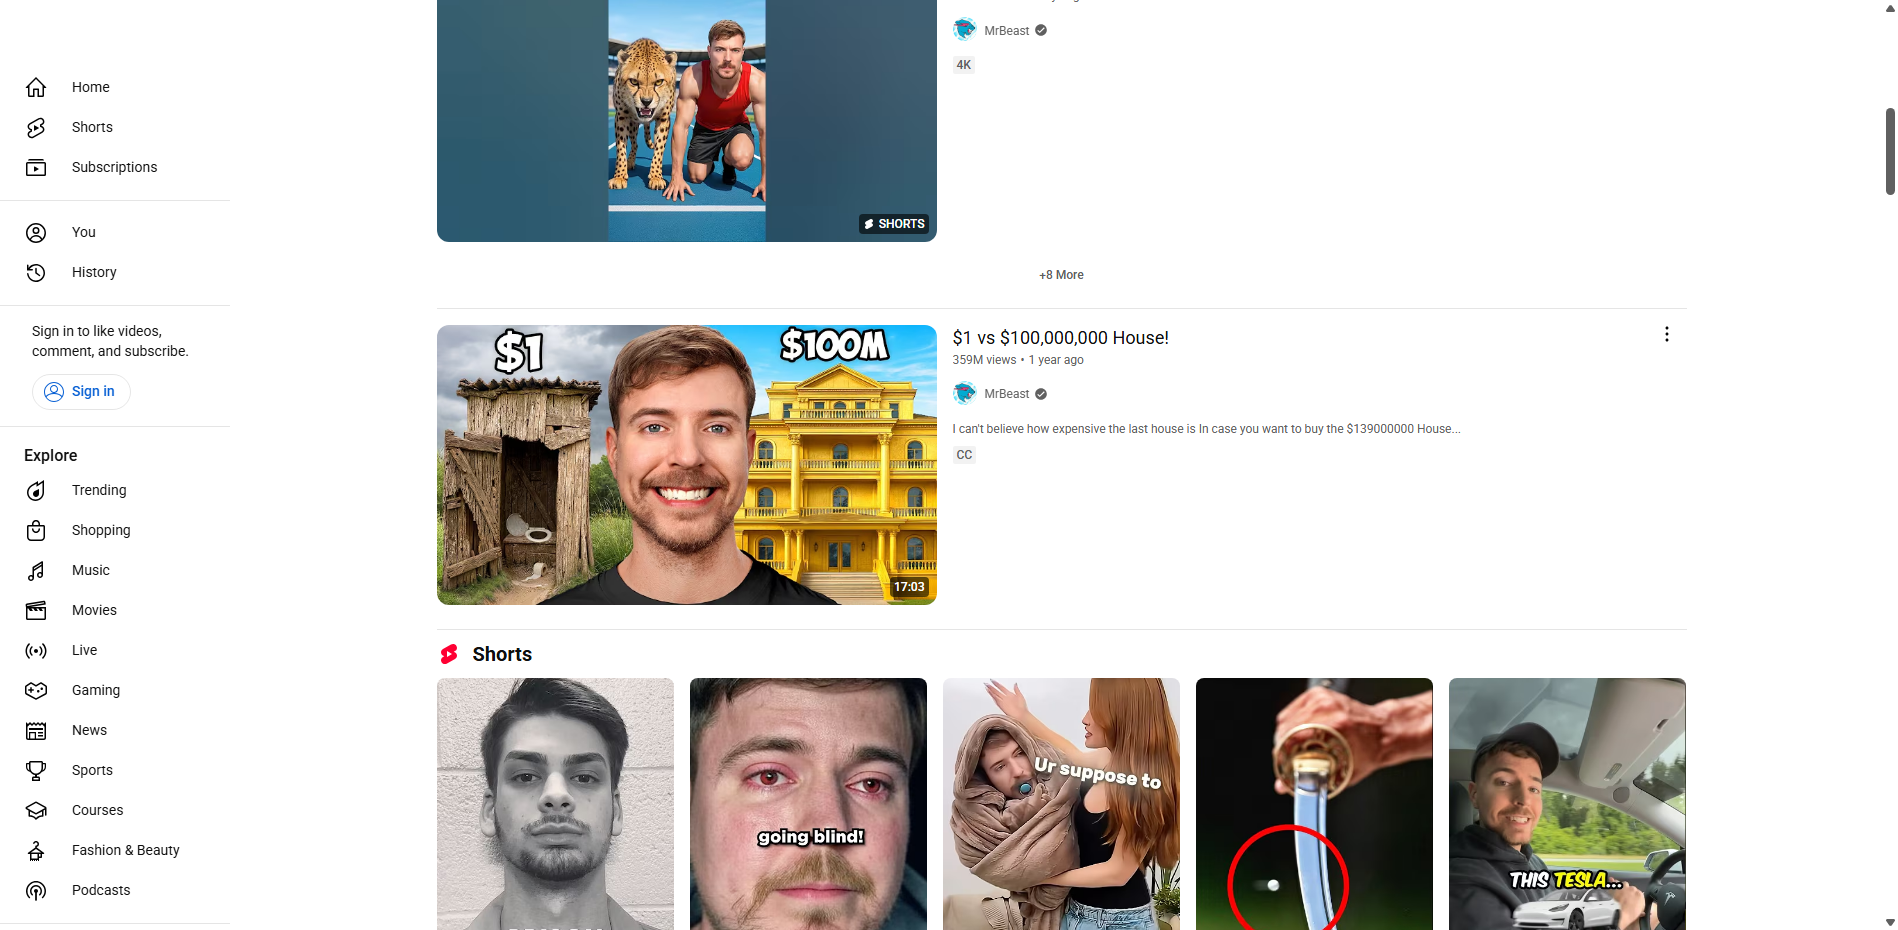 Home
Shorts
Subscriptions
You
History
Sign in to like videos,
comment, and subscribe.
Sign in
Explore
Trending
Shopping
Music
Movies
Live
Gaming
News
Sports
Courses
Fashion & Beauty
Podcasts
MrBeast
4K
SHORTS
+8 More
$1
$100M
17:03
$1 vs $100,000,000 House!
359M views • 1 year ago
MrBeast
I can't believe how expensive the last house is In case you want to buy the $139000000 House...
CC
Shorts
going blind!
Ur suppose to
THIS TESLA...